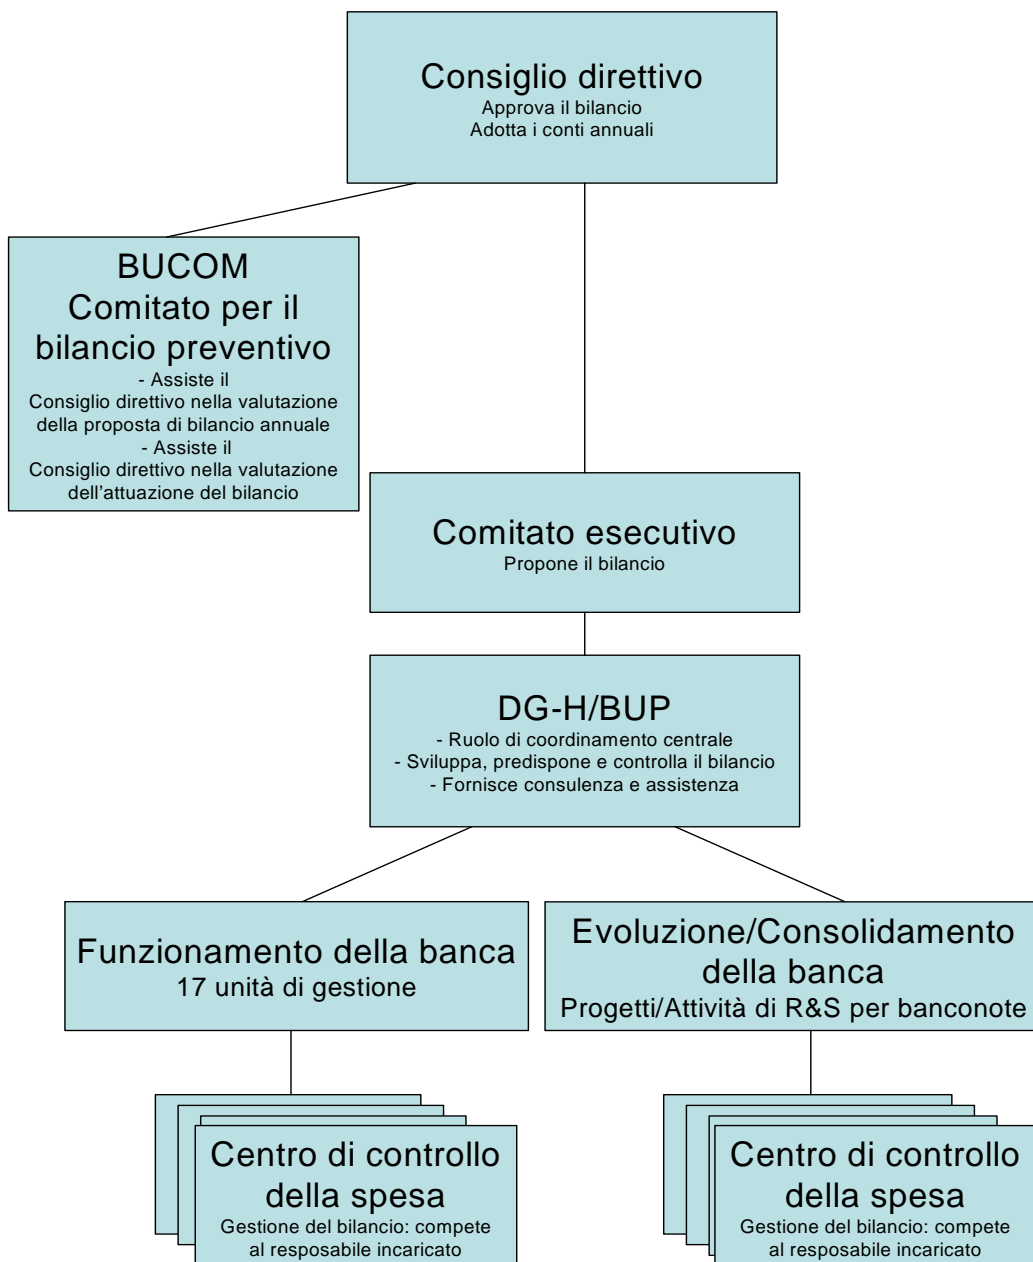 Consiglio direttivo
Approva il bilancio
Adotta i conti annuali
BUCOM
Comitato per il
bilancio preventivo
- Assiste il
Consiglio direttivo nella valutazione
della proposta di bilancio annuale
- Assiste il
Consiglio direttivo nella valutazione
dell'attuazione del bilancio
Comitato esecutivo
Propone il bilancio
DG-H/BUP
- Ruolo di coordinamento centrale
- Sviluppa, predispone e controlla il bilancio
- Fornisce consulenza e assistenza
Funzionamento della banca
17 unità di gestione
Evoluzione/Consolidamento
della banca
Progetti/Attività di R&S per banconote
Centro di controllo
della spesa
Gestione del bilancio: compete
al resposabile incaricato
Centro di controllo
della spesa
Gestione del bilancio: compete
al resposabile incaricato